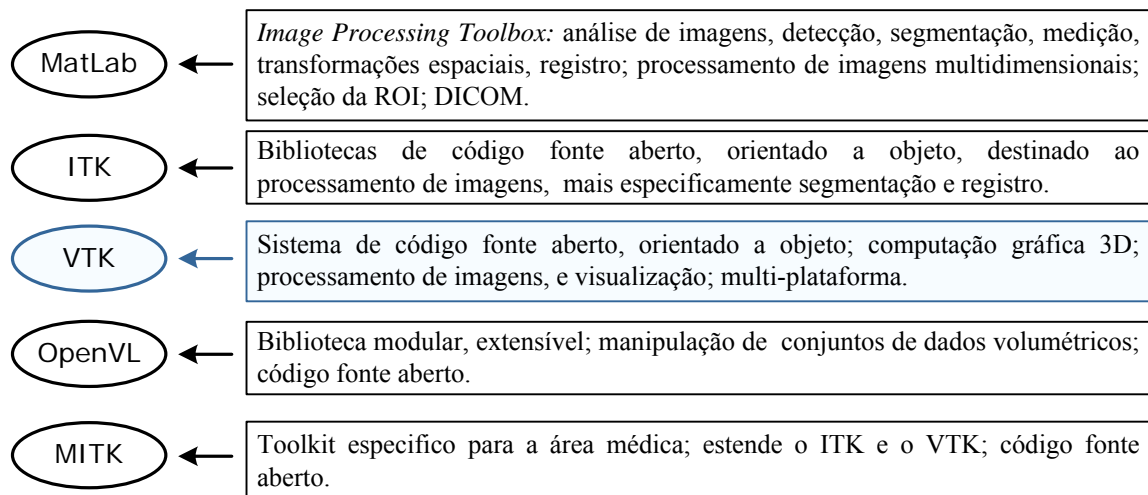 MatLab
Image Processing Toolbox: análise de imagens, detecção, segmentação, medição,
transformações espaciais, registro; processamento de imagens multidimensionais;
seleção da ROI; DICOM.
ITK
Bibliotecas de código fonte aberto, orientado a objeto, destinado ao
processamento de imagens, mais especificamente segmentação e registro.
VTK
Sistema de código fonte aberto, orientado a objeto; computação gráfica 3D;
processamento de imagens, e visualização; multi-plataforma.
OpenVL
Biblioteca modular, extensível; manipulação de conjuntos de dados volumétricos;
código fonte aberto.
MITK
Toolkit especifico para a área médica; estende o ITK e o VTK; código fonte
aberto.